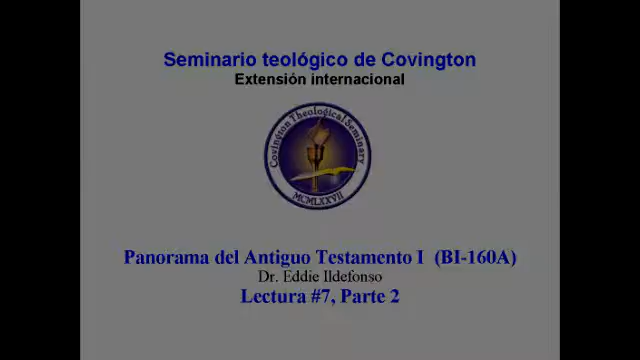 Seminario teológico de Covington
Extensión internacional
Covington Theological Seminary
MCMLXXVII
Panorama del Antiguo Testamento I (BI-160A)
Dr. Eddie Ildefonso
Lectura #7, Parte 2